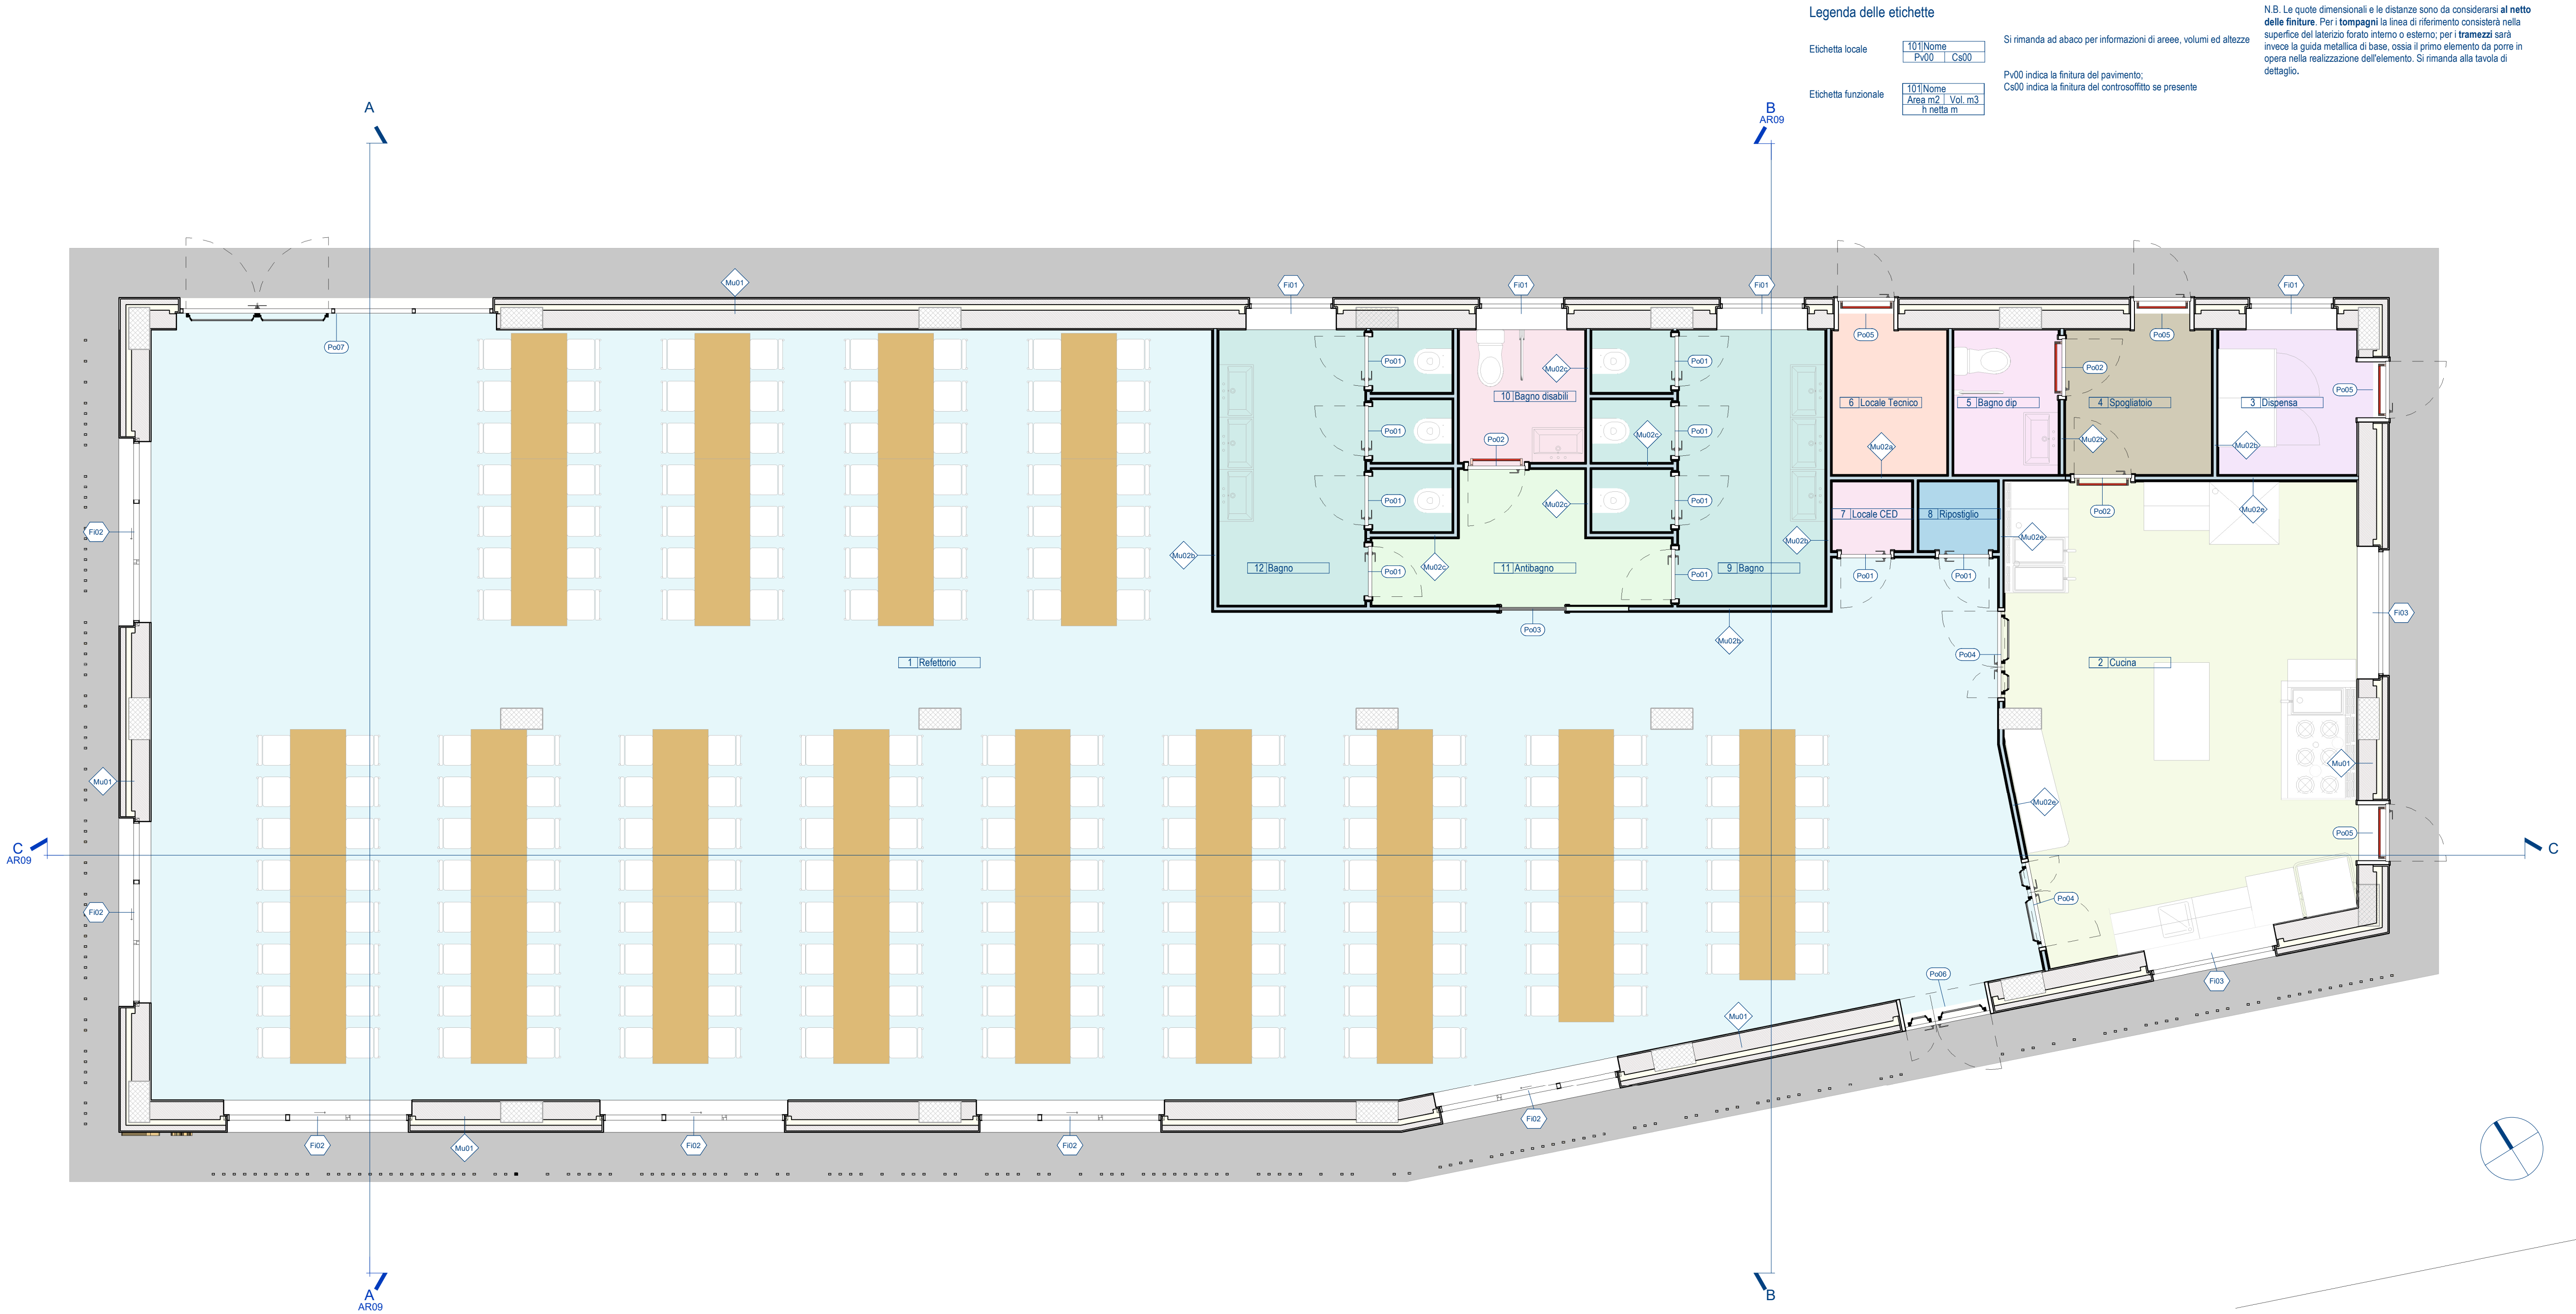 Legenda delle etichette
Etichetta locale
101 Nome
Pv00 Cs00
Si rimanda ad abaco per informazioni di areee, volumi ed altezze
Etichetta funzionale
101 Nome
Area m2 Vol. m3
h netta m
Pv00 indica la finitura del pavimento;
Cs00 indica la finitura del controsoffitto se presente
N.B. Le quote dimensionali e le distanze sono da considerarsi al netto
delle finiture. Per i tompagni la linea di riferimento consisterà nella
superfice del laterizio forato interno o esterno; per i tramezzi sarà
invece la guida metallica di base, ossia il primo elemento da porre in
opera nella realizzazione dell'elemento. Si rimanda alla tavola di
dettaglio.
A
B
AR09
Mu01
Fi01
Fi01
Fi01
Fi01
Po07
Po05
Po05
Po01
Po01
Po02
Mu02c
Po05
10 Bagno disabili
6 Locale Tecnico
5 Bagno dip
4 Spogliatoio
3 Dispensa
Po01
Po02
Mu02c
Po01
Mu02a
Mu02b
Mu02b
Po01
Mu02c
Po01
Po02
Mu02e
7 Locale CED
8 Ripostiglio
Fi02
Mu02b
Mu02b
Mu02e
12 Bagno
Po01
Mu02c
11 Antibagno
Po01
9 Bagno
Po01
Po01
Fi03
Po03
Mu02b
Po04
1 Refettorio
2 Cucina
Mu01
Mu01
Mu02e
Po05
C
AR09
C
Po04
Fi02
Po06
Fi03
Mu01
Fi02
Mu01
Fi02
Fi02
Fi02
A
AR09
B